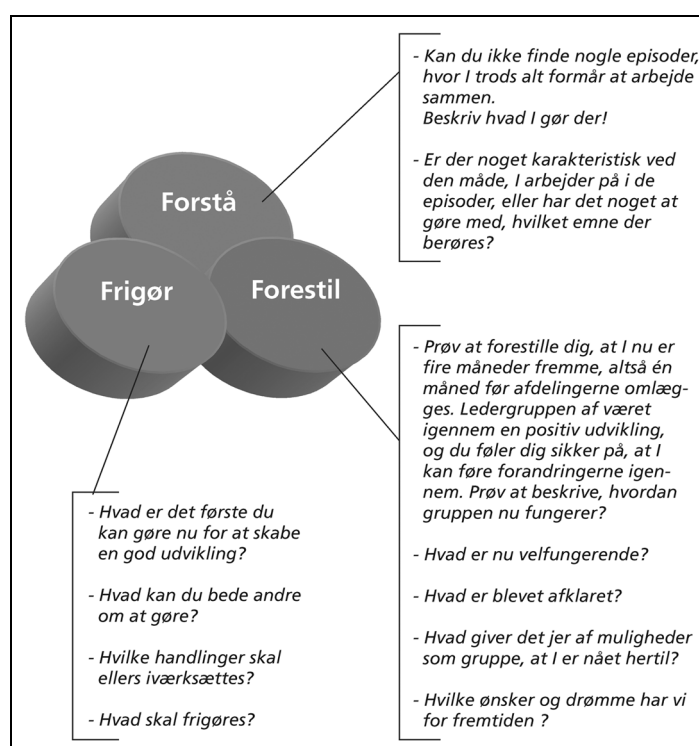 Forstå
Frigør
Forestil
- Kan du ikke finde nogle episoder,
hvor I trods alt formår at arbejde
sammen.
Beskriv hvad I gør der!
- Er der noget karakteristisk ved
den måde, I arbejder på i de
episoder, eller har det noget at
gøre med, hvilket emne der
berøres?
- Prøv at forestille dig, at I nu er
fire måneder fremme, altså én
måned før afdelingerne omlæg-
ges. Ledergruppen af været
igennem en positiv udvikling,
og du føler dig sikker på, at I
kan føre forandringerne igen-
nem. Prøv at beskrive, hvordan
gruppen nu fungerer?
- Hvad er nu velfungerende?
- Hvad er blevet afklaret?
- Hvad giver det jer af muligheder
som gruppe, at I er nået hertil?
- Hvilke ønsker og drømme har vi
for fremtiden ?
- Hvad er det første du
kan gøre nu for at skabe
en god udvikling?
- Hvad kan du bede andre
om at gøre?
- Hvilke handlinger skal
ellers iværksættes?
- Hvad skal frigøres?